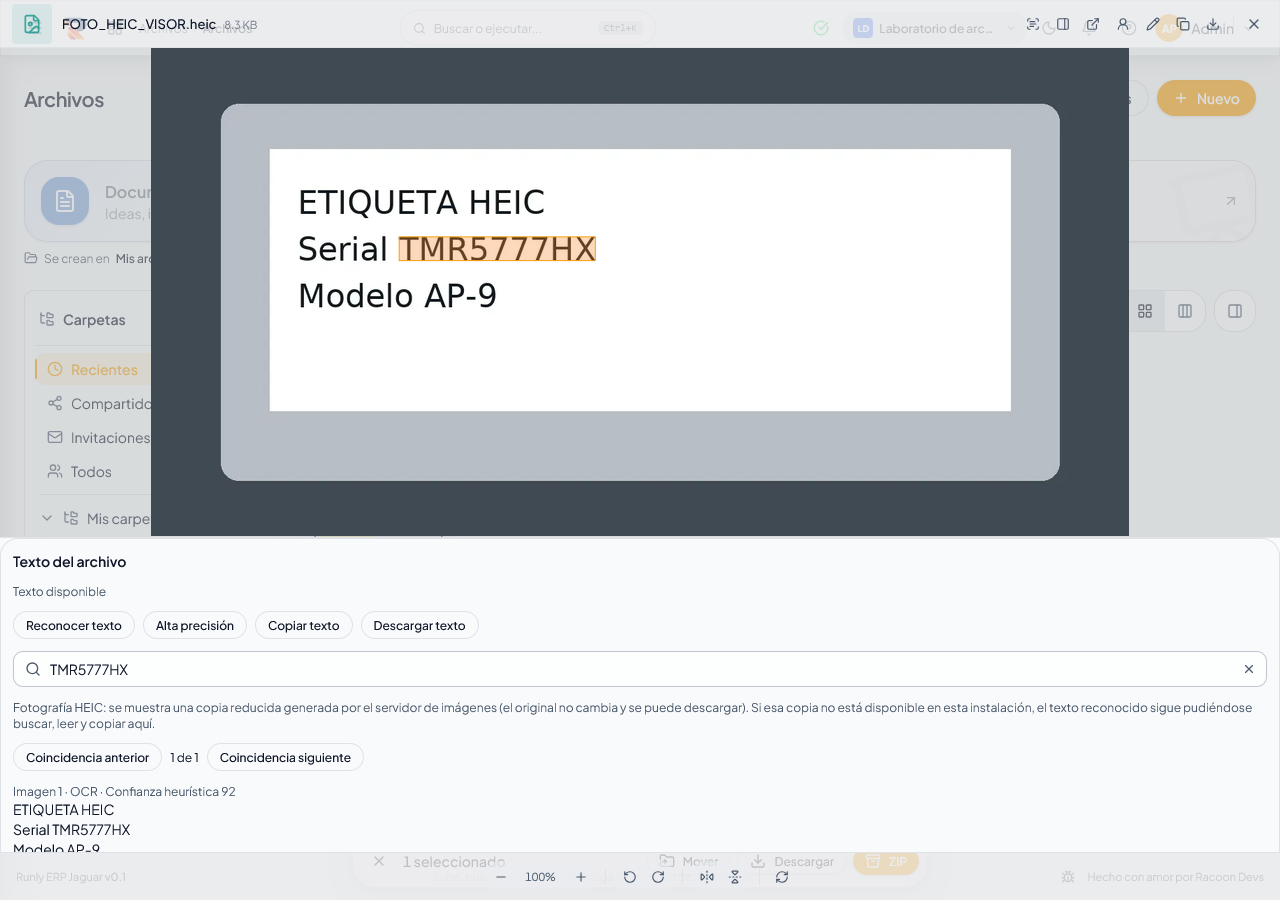 FOTO_HEIC_VISOR.heic 8.3 KB
Archivos
Buscar o ejecutar... Ctrl+K
LD Laboratorio de arc...
Admin
Archivos
Nuevo
Docum
Ideas, i
Se crean en Mis arc
Carpetas
Recientes
Compartido
Invitaciones
Todos
Mis carpe
ETIQUETA HEIC
Serial TMR5777HX
Modelo AP-9
Texto del archivo
Texto disponible
Reconocer texto
Alta precisión
Copiar texto
Descargar texto
TMR5777HX
Fotografía HEIC: se muestra una copia reducida generada por el servidor de imágenes (el original no cambia y se puede descargar). Si esa copia no está disponible en esta instalación, el texto reconocido sigue pudiéndose
buscar, leer y copiar aquí.
Coincidencia anterior 1 de 1 Coincidencia siguiente
Imagen 1 · OCR · Confianza heurística 92
ETIQUETA HEIC
Serial TMR5777HX
Modelo AP-9
1 seleccionado
Mover
Descargar
ZIP
100%
Runly ERP Jaguar v0.1
Hecho con amor por Racoon Devs